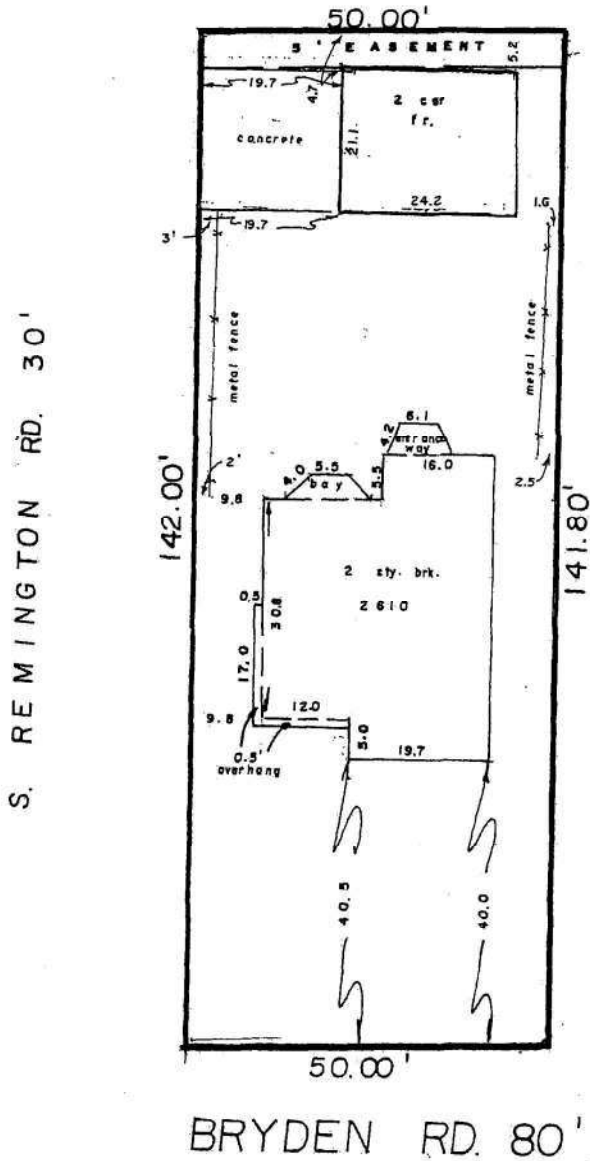 50.00'
5' EASEMENT
5.2
19.7
4.7
2 car
fr.
concrete
21.1
24.2
1.6
3'
19.7
metal fence
metal fence
S. REMINGTON RD. 30'
6.1
4.2
entrance
way
16.0
5.5
4.0
bay
5.5
2'
9.6
2.5
142.00'
141.80'
2 sty. brk.
2610
0.5
30.8
17.0
12.0
9.8
5.0
0.5'
overhang
19.7
40.5
40.0
50.00'
BRYDEN RD. 80'